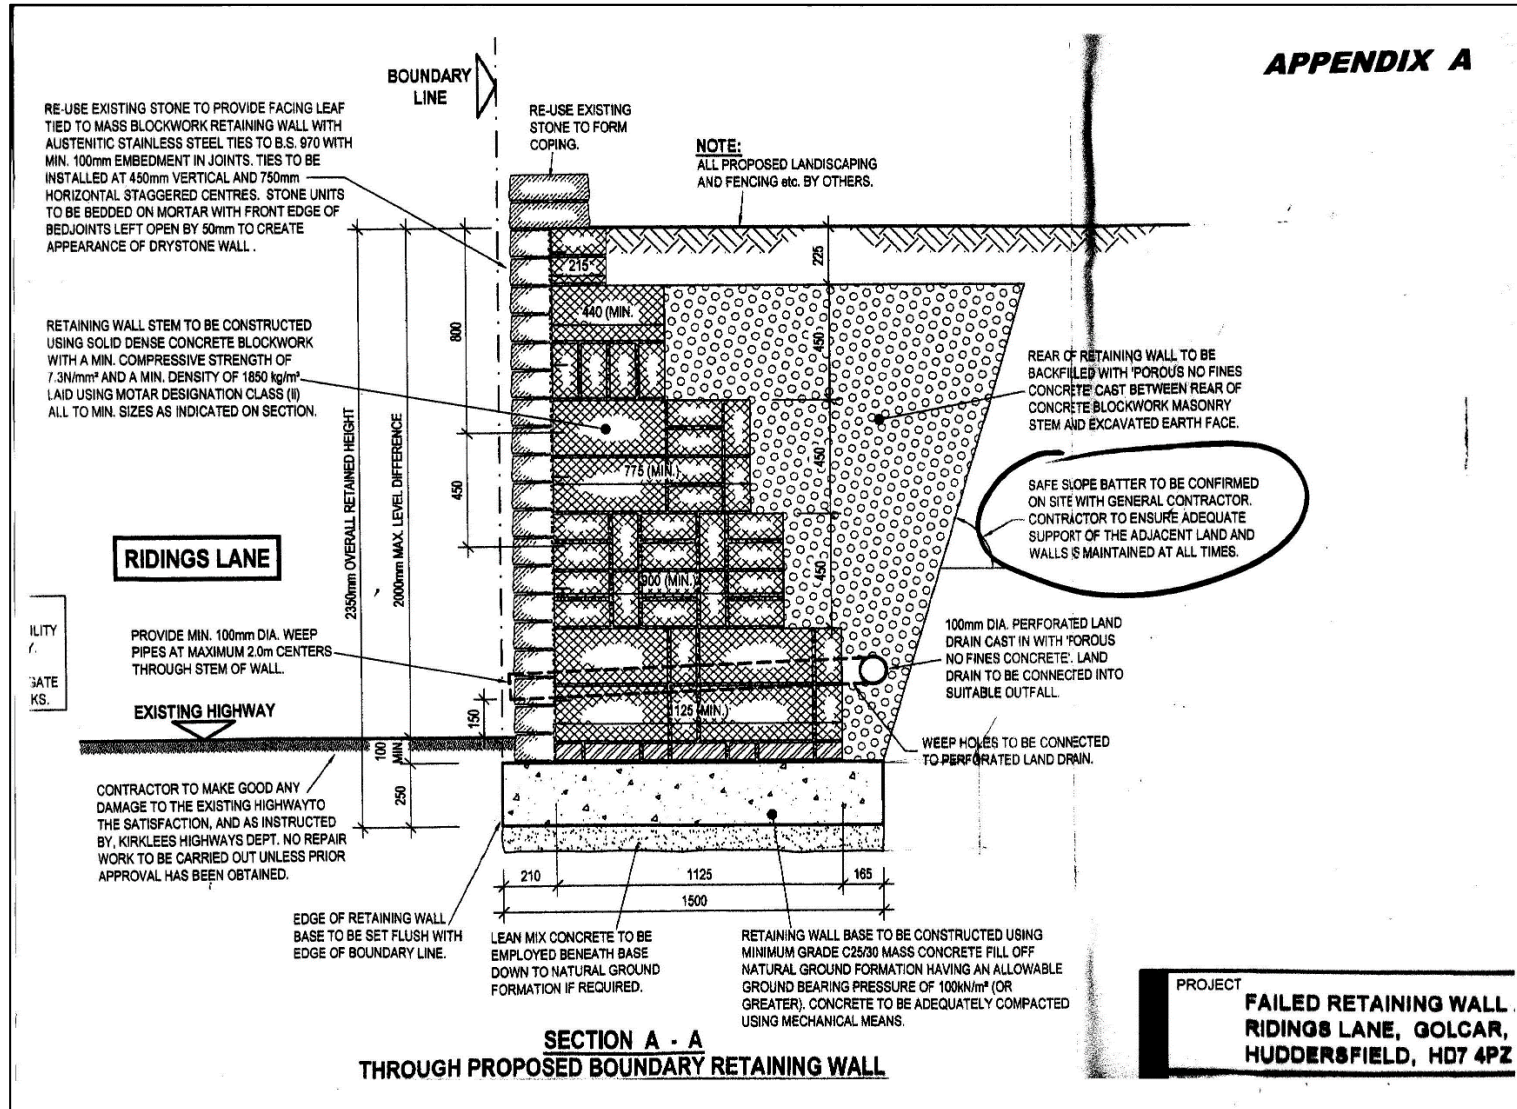 APPENDIX A
BOUNDARY
LINE
RE-USE EXISTING STONE TO PROVIDE FACING LEAF
TIED TO MASS BLOCKWORK RETAINING WALL WITH
AUSTENITIC STAINLESS STEEL TIES TO B.S. 970 WITH
MIN. 100mm EMBEDMENT IN JOINTS. TIES TO BE
INSTALLED AT 450mm VERTICAL AND 750mm
HORIZONTAL STAGGERED CENTRES. STONE UNITS
TO BE BEDDED ON MORTAR WITH FRONT EDGE OF
BEDJOINTS LEFT OPEN BY 50mm TO CREATE
APPEARANCE OF DRYSTONE WALL .
RE-USE EXISTING
STONE TO FORM
COPING.
NOTE:
ALL PROPOSED LANDISCAPING
AND FENCING etc. BY OTHERS.
215
225
440 (MIN.
800
450
RETAINING WALL STEM TO BE CONSTRUCTED
USING SOLID DENSE CONCRETE BLOCKWORK
WITH A MIN. COMPRESSIVE STRENGTH OF
7.3N/mm² AND A MIN. DENSITY OF 1850 kg/m³
LAID USING MOTAR DESIGNATION CLASS (II)
ALL TO MIN. SIZES AS INDICATED ON SECTION.
REAR OF RETAINING WALL TO BE
BACKFILLED WITH 'POROUS NO FINES
CONCRETE' CAST BETWEEN REAR OF
CONCRETE BLOCKWORK MASONRY
STEM AND EXCAVATED EARTH FACE.
2350mm OVERALL RETAINED HEIGHT
2000mm MAX. LEVEL DIFFERENCE
775 (MIN.)
450
450
SAFE SLOPE BATTER TO BE CONFIRMED
ON SITE WITH GENERAL CONTRACTOR.
CONTRACTOR TO ENSURE ADEQUATE
SUPPORT OF THE ADJACENT LAND AND
WALLS IS MAINTAINED AT ALL TIMES.
RIDINGS LANE
900 (MIN.)
450
ILITY
Y.
GATE
KS.
PROVIDE MIN. 100mm DIA. WEEP
PIPES AT MAXIMUM 2.0m CENTERS
THROUGH STEM OF WALL.
100mm DIA. PERFORATED LAND
DRAIN CAST IN WITH 'POROUS
NO FINES CONCRETE'. LAND
DRAIN TO BE CONNECTED INTO
SUITABLE OUTFALL.
EXISTING HIGHWAY
150
125 (MIN.)
100
MIN.
WEEP HOLES TO BE CONNECTED
TO PERFORATED LAND DRAIN.
250
CONTRACTOR TO MAKE GOOD ANY
DAMAGE TO THE EXISTING HIGHWAYTO
THE SATISFACTION, AND AS INSTRUCTED
BY, KIRKLEES HIGHWAYS DEPT. NO REPAIR
WORK TO BE CARRIED OUT UNLESS PRIOR
APPROVAL HAS BEEN OBTAINED.
210
1125
165
1500
EDGE OF RETAINING WALL
BASE TO BE SET FLUSH WITH
EDGE OF BOUNDARY LINE.
LEAN MIX CONCRETE TO BE
EMPLOYED BENEATH BASE
DOWN TO NATURAL GROUND
FORMATION IF REQUIRED.
RETAINING WALL BASE TO BE CONSTRUCTED USING
MINIMUM GRADE C25/30 MASS CONCRETE FILL OFF
NATURAL GROUND FORMATION HAVING AN ALLOWABLE
GROUND BEARING PRESSURE OF 100kN/m² (OR
GREATER). CONCRETE TO BE ADEQUATELY COMPACTED
USING MECHANICAL MEANS.
SECTION A - A
THROUGH PROPOSED BOUNDARY RETAINING WALL
PROJECT
FAILED RETAINING WALL
RIDINGS LANE, GOLCAR,
HUDDERSFIELD, HD7 4PZ